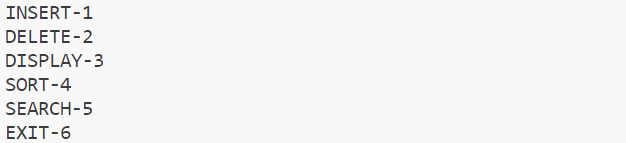 INSERT-1
DELETE-2
DISPLAY-3
SORT-4
SEARCH-5
EXIT-6